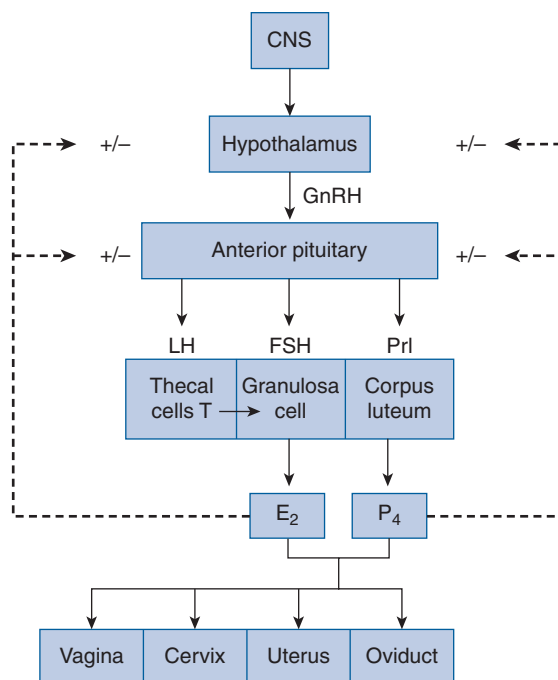 CNS
+/–
Hypothalamus
+/–
GnRH
+/–
Anterior pituitary
+/–
LH
FSH
Prl
Thecal
cells T
Granulosa
cell
Corpus
luteum
E₂
P₄
Vagina
Cervix
Uterus
Oviduct